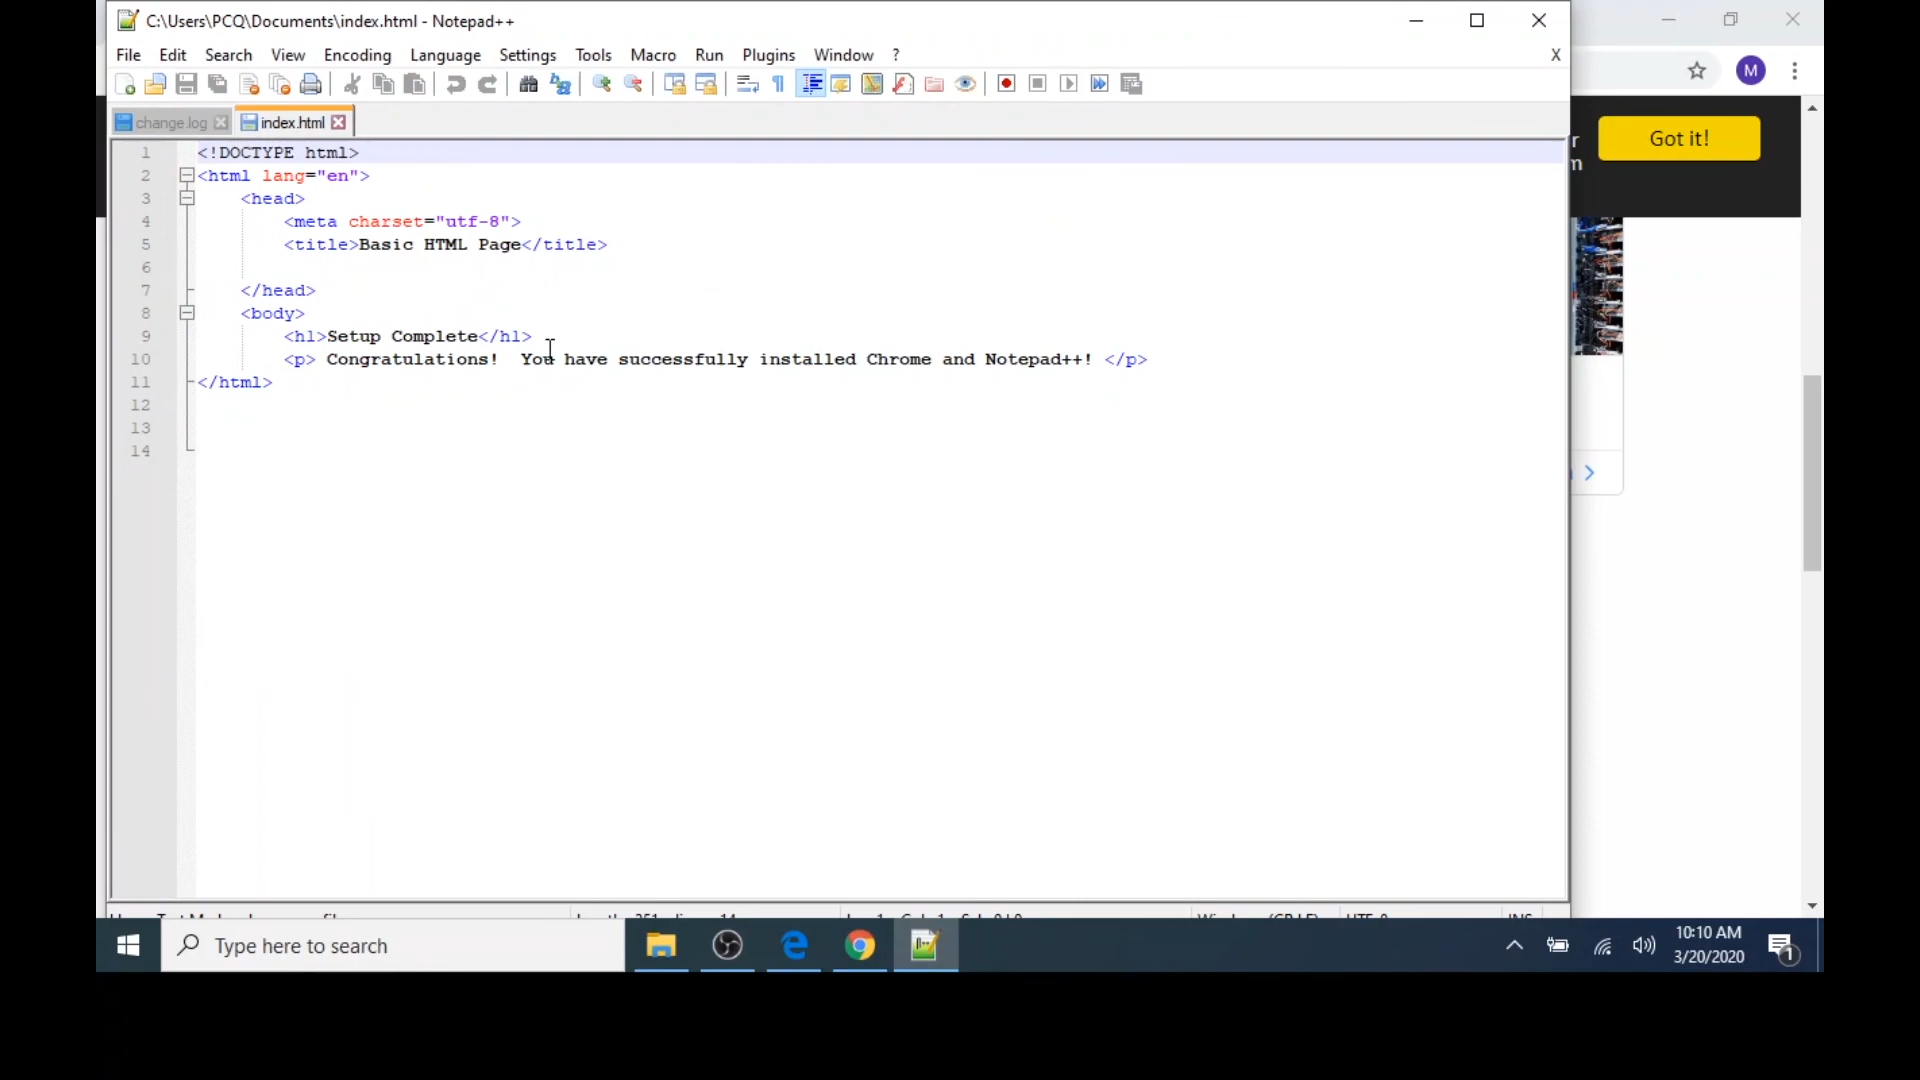 C:\Users\PCQ\Documents\index.html - Notepad++
File Edit Search View Encoding Language Settings Tools Macro Run Plugins Window ?
X
M
change.log index.html
Got it!
r
m
1 <!DOCTYPE html>
2 <html lang="en">
3 <head>
4 <meta charset="utf-8">
5 <title>Basic HTML Page</title>
6
7 </head>
8 <body>
9 <h1>Setup Complete</h1>
10 <p> Congratulations!  You have successfully installed Chrome and Notepad++! </p>
11 </html>
12
13
14
Type here to search
10:10 AM
3/20/2020
1